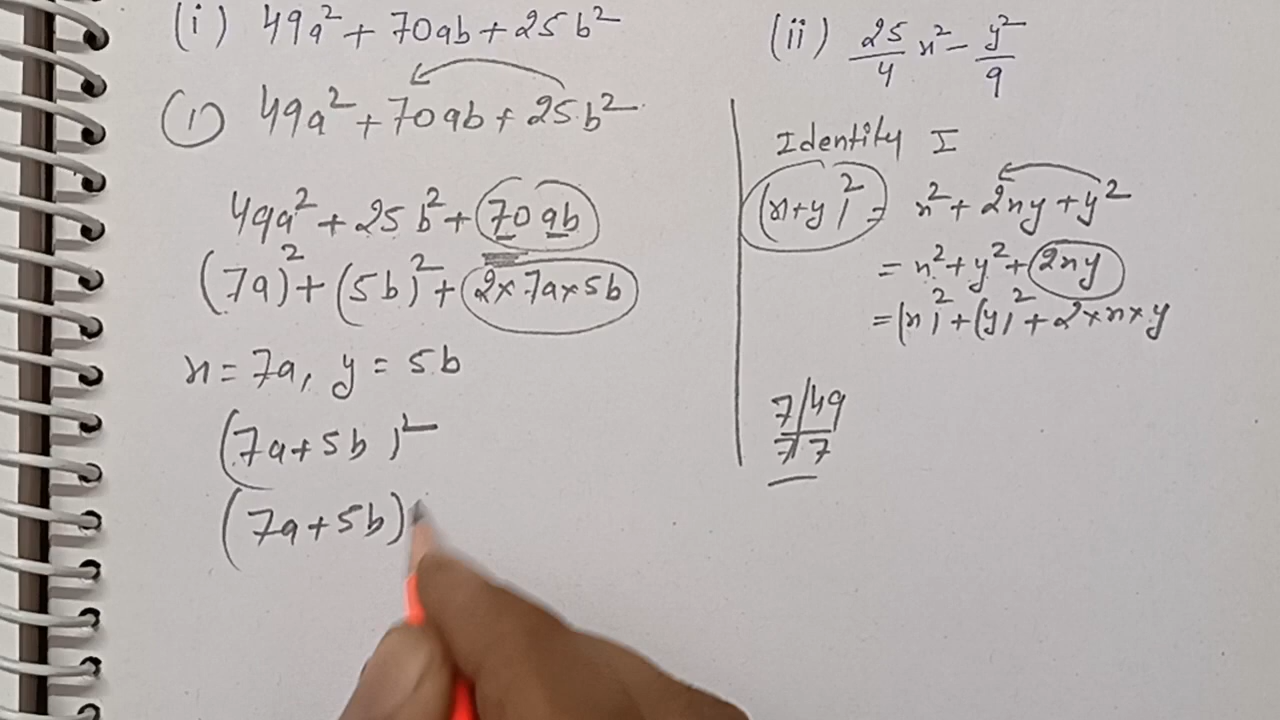 (i) 49a² + 70ab + 25b²
(ii) 25/4 x² - y²/9
(1) 49a² + 70ab + 25b²
49a² + 25b² + 70ab
(7a)² + (5b)² + 2×7a×5b
x = 7a, y = 5b
(7a+5b)²
(7a+5b)
Identity I
(x+y)² = x² + 2xy + y²
= x² + y² + 2xy
= (x)² + (y)² + 2×x×y
7/49
7 7